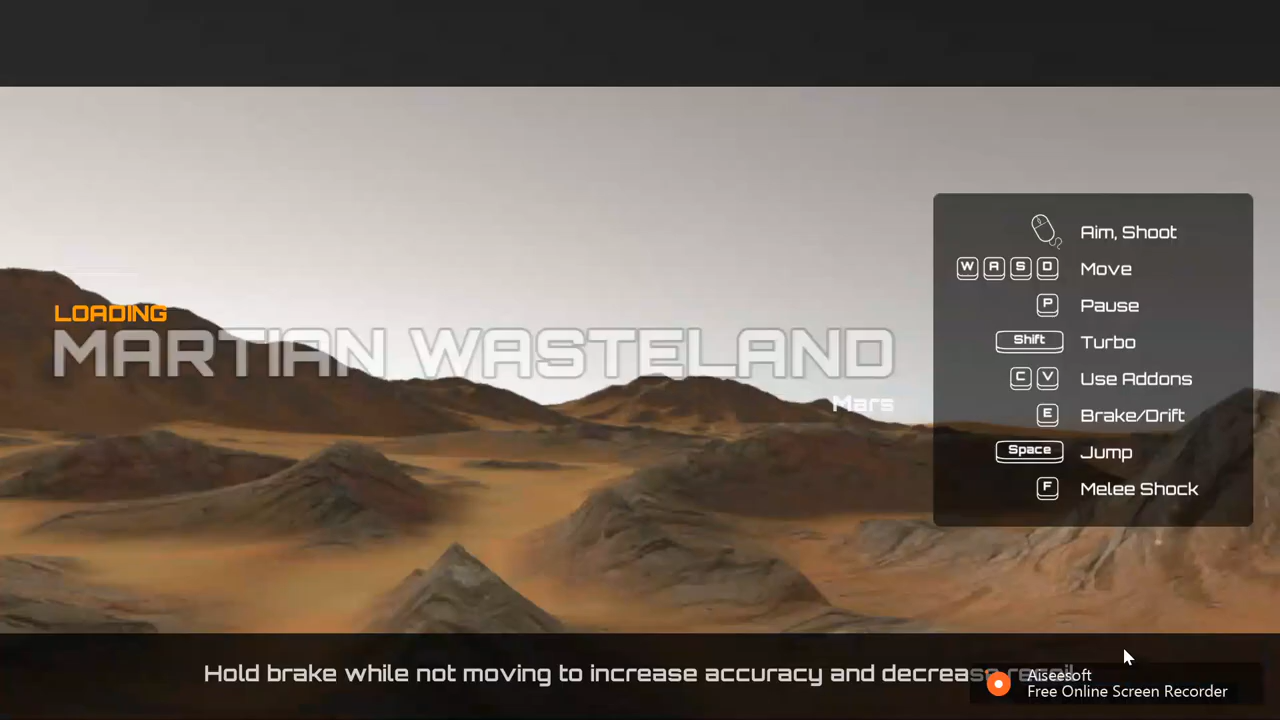 LOADING
MARTIAN WASTELAND
Mars
Aim, Shoot
W A S D Move
P Pause
Shift Turbo
C V Use Addons
E Brake/Drift
Space Jump
F Melee Shock
Hold brake while not moving to increase accuracy and decrease
Aiseesoft
Free Online Screen Recorder